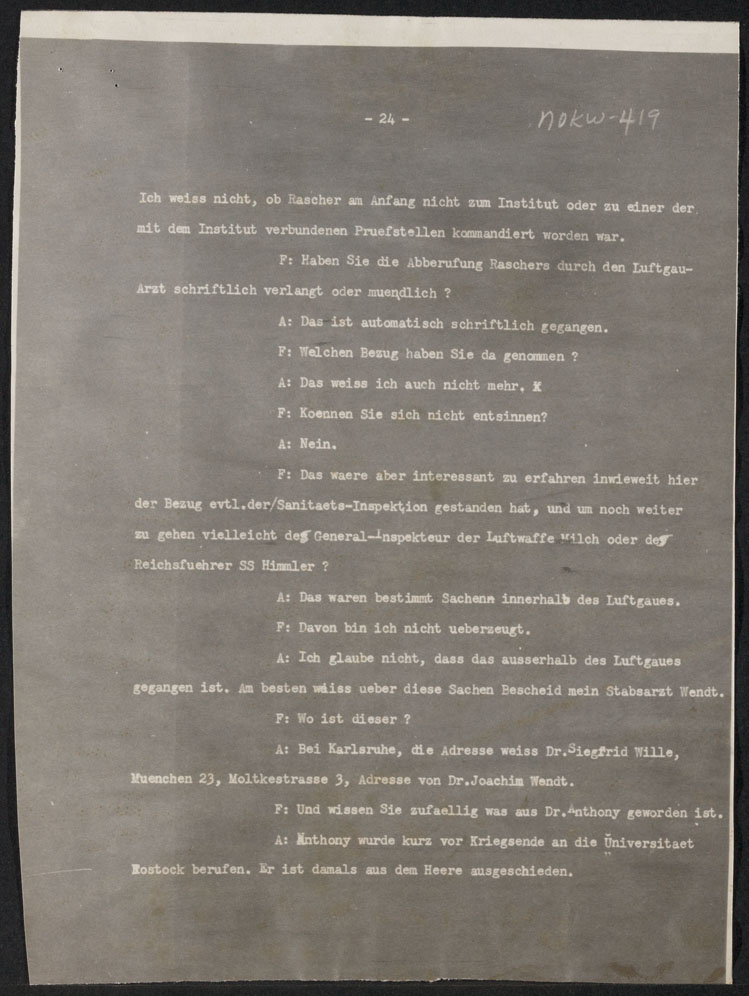 - 24 -
NOKW-419
Ich weiss nicht, ob Rascher am Anfang nicht zum Institut oder zu einer der
mit dem Institut verbundenen Pruefstellen kommandiert worden war.
F: Haben Sie die Abberufung Raschers durch den Luftgau-
Arzt schriftlich verlangt oder muendlich ?
A: Das ist automatisch schriftlich gegangen.
F: Welchen Bezug haben Sie da genommen ?
A: Das weiss ich auch nicht mehr. x
F: Koennen Sie sich nicht entsinnen?
A: Nein.
F: Das waere aber interessant zu erfahren inwieweit hier
der Bezug evtl.der/Sanitaets-Inspektion gestanden hat, und um noch weiter
zu gehen vielleicht der General-Inspekteur der Luftwaffe Milch oder der
Reichsfuehrer SS Himmler ?
A: Das waren bestimmt Sachenn innerhalb des Luftgaues.
F: Davon bin ich nicht ueberzeugt.
A: Ich glaube nicht, dass das ausserhalb des Luftgaues
gegangen ist. Am besten weiss ueber diese Sachen Bescheid mein Stabsarzt Wendt.
F: Wo ist dieser ?
A: Bei Karlsruhe, die Adresse weiss Dr.Siegfrid Wille,
Muenchen 23, Moltkestrasse 3, Adresse von Dr.Joachim Wendt.
F: Und wissen Sie zufaellig was aus Dr.Anthony geworden ist.
A: Anthony wurde kurz vor Kriegsende an die Universitaet
Rostock berufen. Er ist damals aus dem Heere ausgeschieden.